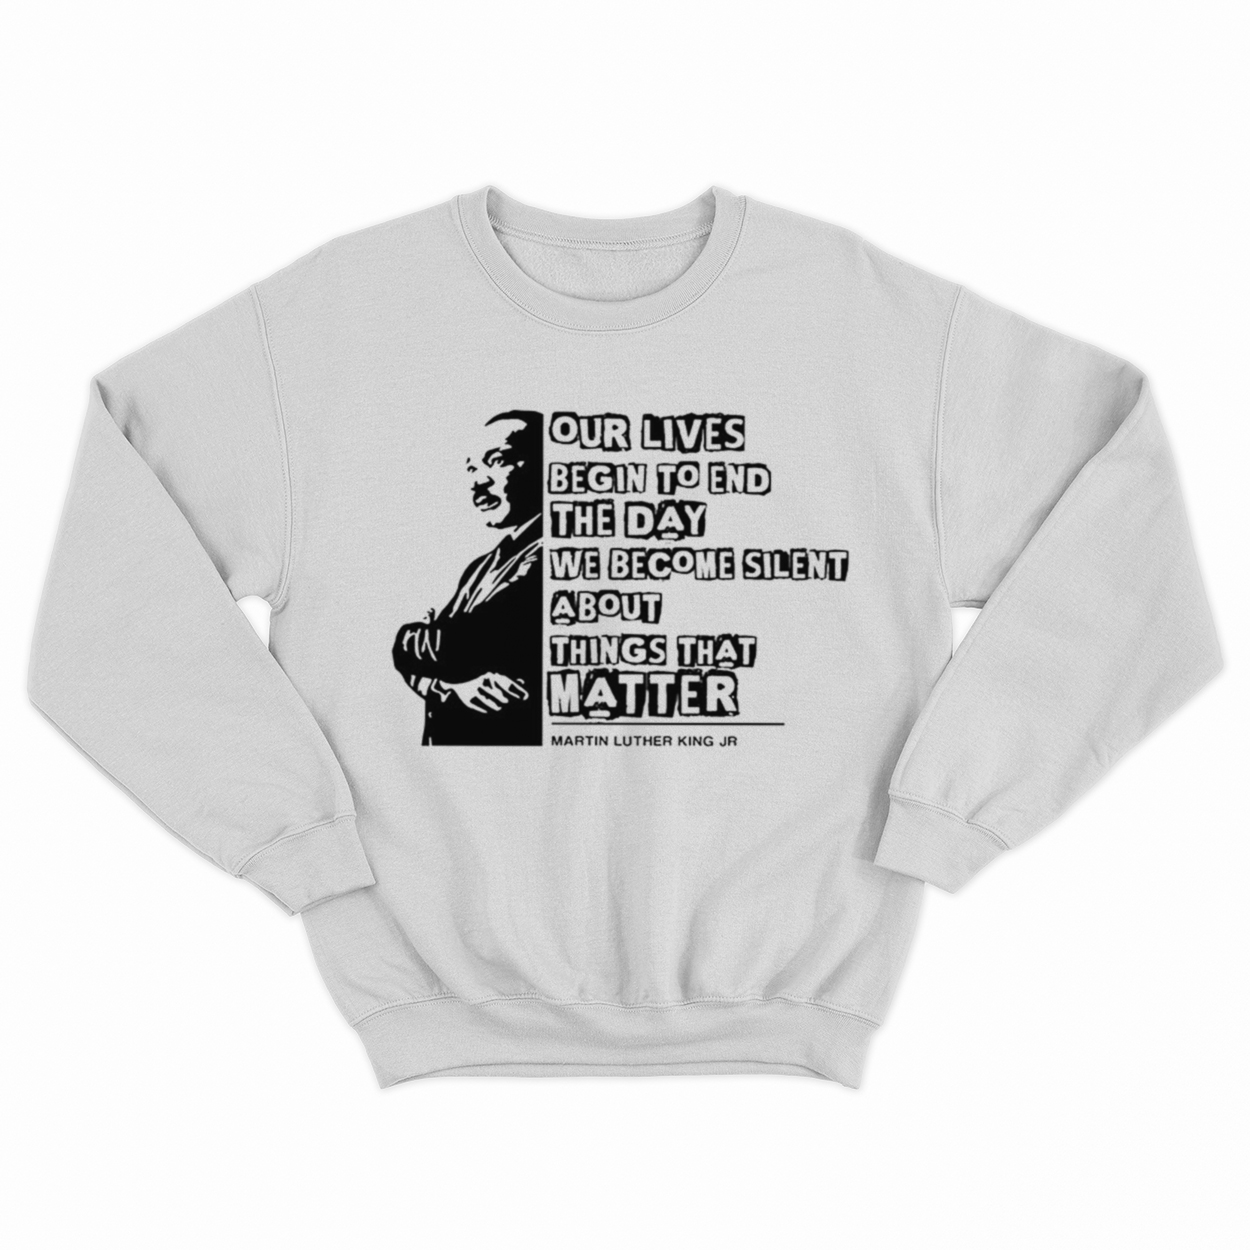 OUR LIVES
BEGIN TO END
THE DAY
WE BECOME SILENT
ABOUT
THINGS THAT
MATTER
MARTIN LUTHER KING JR